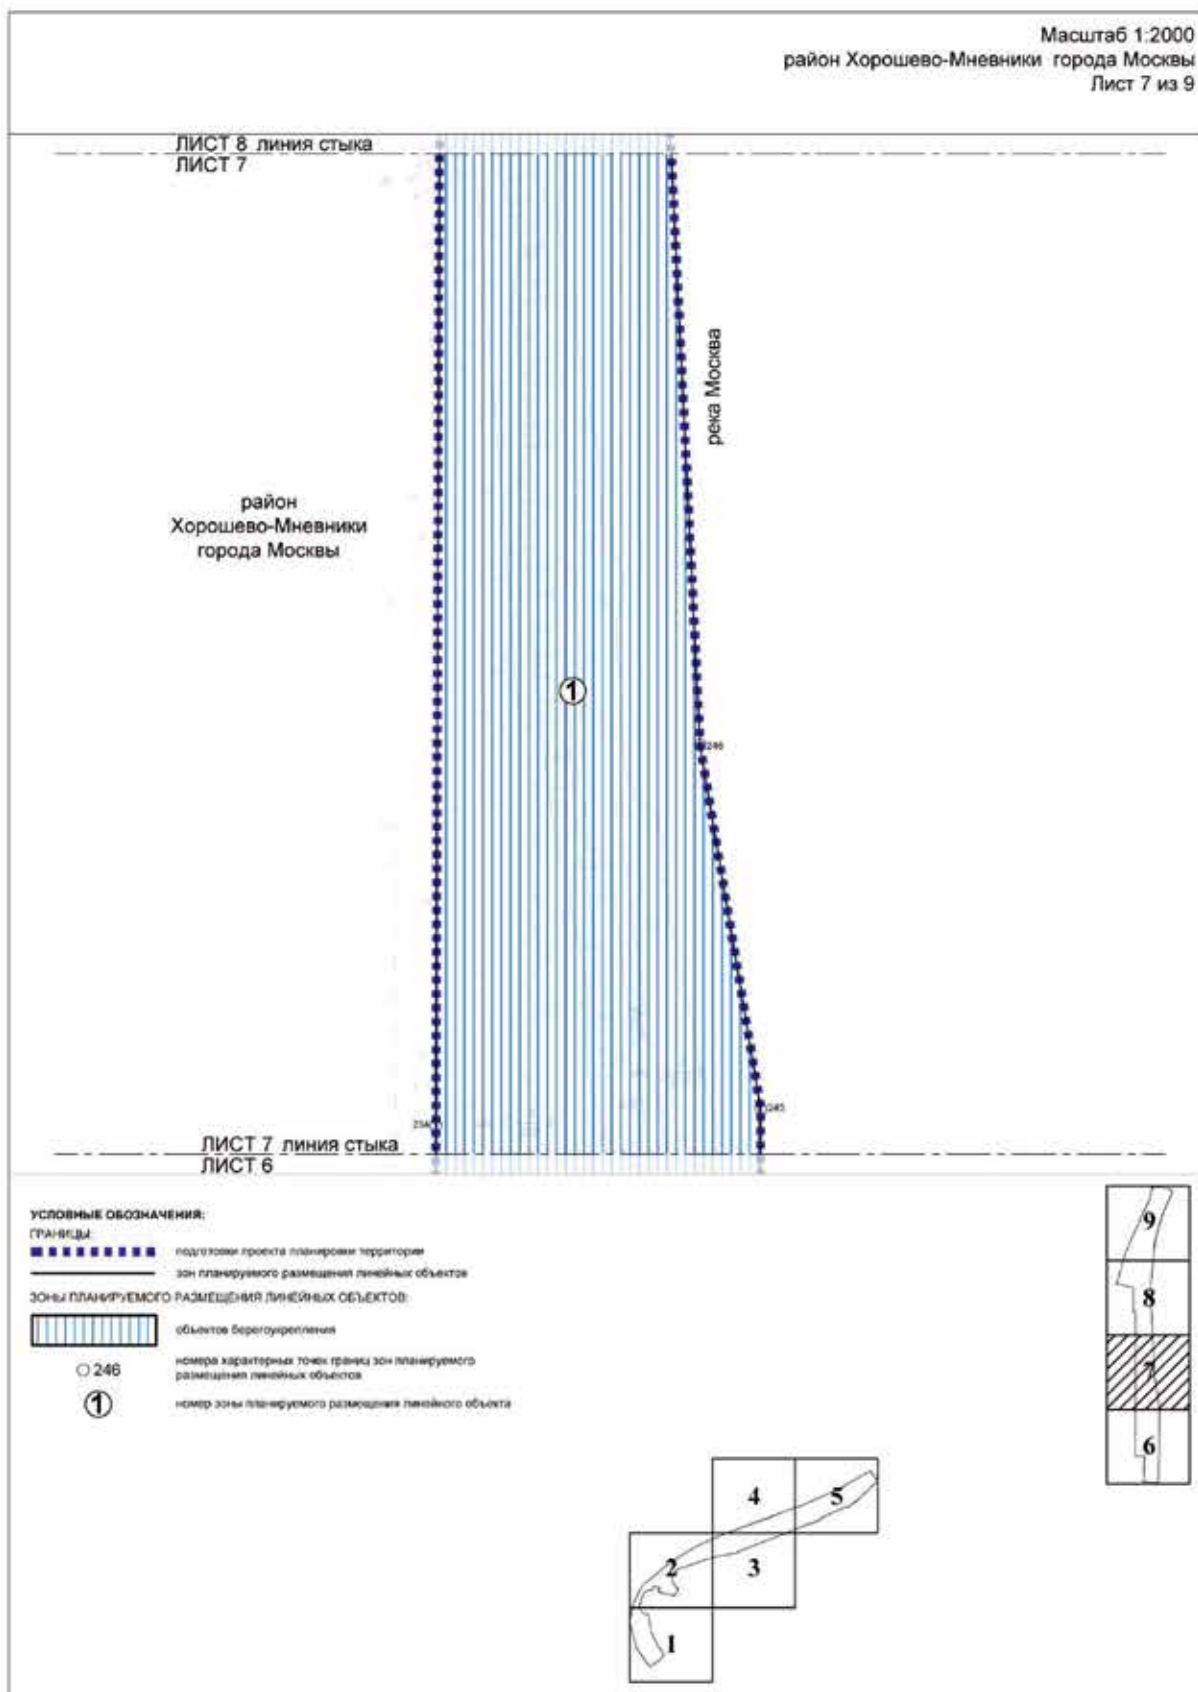 Масштаб 1:2000
район Хорошево-Мневники города Москвы
Лист 7 из 9
ЛИСТ 8 линия стыка
ЛИСТ 7
река Москва
район
Хорошево-Мневники
города Москвы
1
246
245
ЛИСТ 7 линия стыка
ЛИСТ 6
УСЛОВНЫЕ ОБОЗНАЧЕНИЯ:
ГРАНИЦЫ:
подготовки проекта планировки территории
зон планируемого размещения линейных объектов
ЗОНЫ ПЛАНИРУЕМОГО РАЗМЕЩЕНИЯ ЛИНЕЙНЫХ ОБЪЕКТОВ:
объектов берегоукрепления
246
номера характерных точек границ зон планируемого
размещения линейных объектов
1
номер зоны планируемого размещения линейного объекта
9
8
7
6
4
5
2
3
1